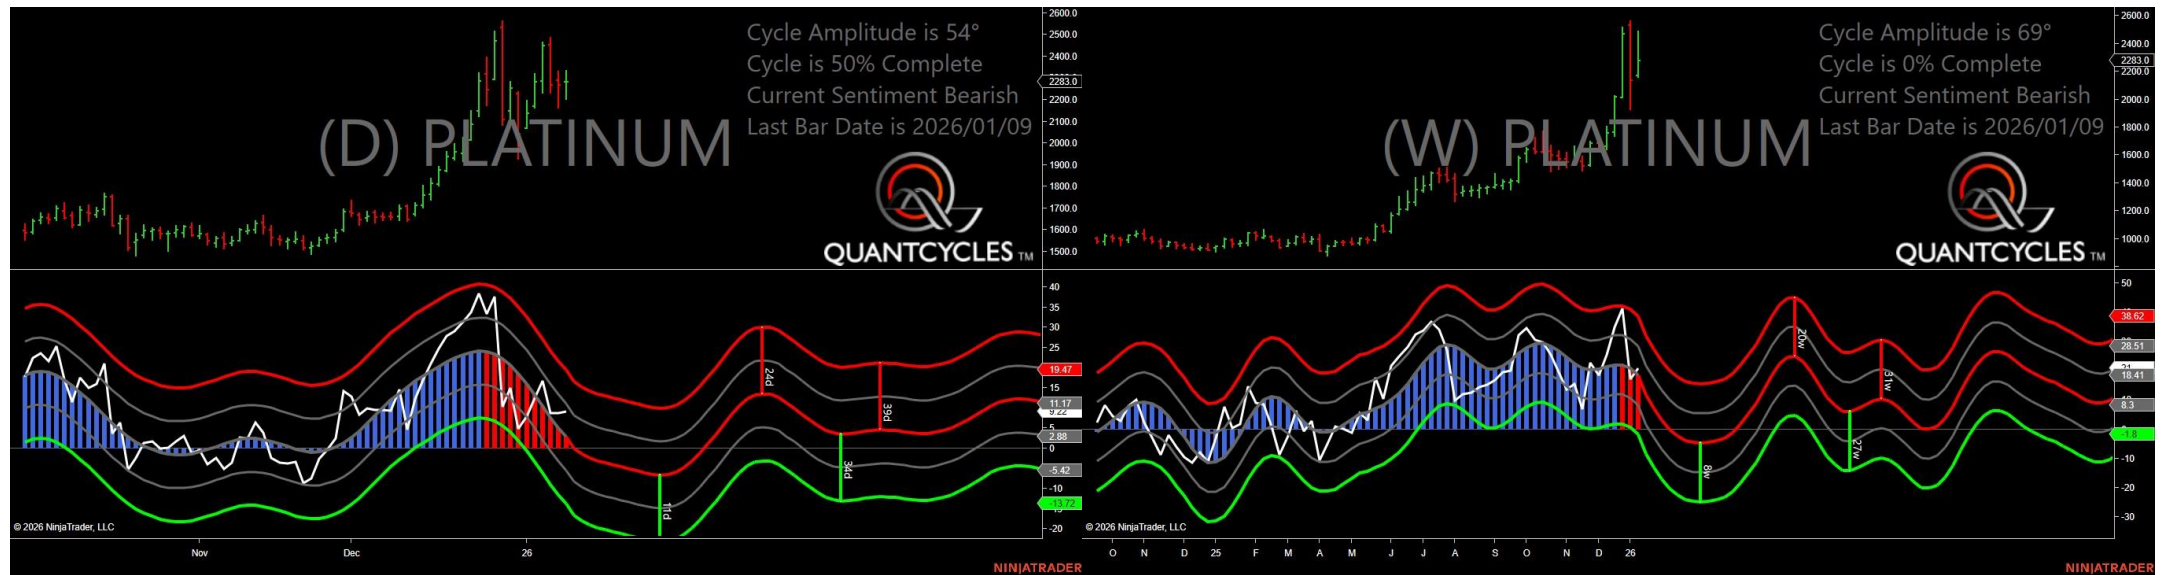 Cycle Amplitude is 54°
Cycle is 50% Complete
Current Sentiment Bearish
Last Bar Date is 2026/01/09
(D) PLATINUM
QUANTCYCLES TM
2600.0
2500.0
2400.0
2283.0
2200.0
2100.0
2000.0
1900.0
1800.0
1700.0
1600.0
1500.0
40
35
30
25
19.47
15
11.17
9.22
5
2.88
0
-5.42
-10
-13.72
-20
24d
39d
34d
11d
© 2026 NinjaTrader, LLC
Nov
Dec
26
NINJATRADER
Cycle Amplitude is 69°
Cycle is 0% Complete
Current Sentiment Bearish
Last Bar Date is 2026/01/09
(W) PLATINUM
QUANTCYCLES TM
2600.0
2400.0
2283.0
2200.0
2000.0
1800.0
1600.0
1400.0
1200.0
1000.0
50
38.62
28.51
21
18.41
8.3
-1.8
-10
-20
-30
20w
31w
27w
8w
© 2026 NinjaTrader, LLC
O N D 25 F M A M J J A S O N D 26
NINJATRADER